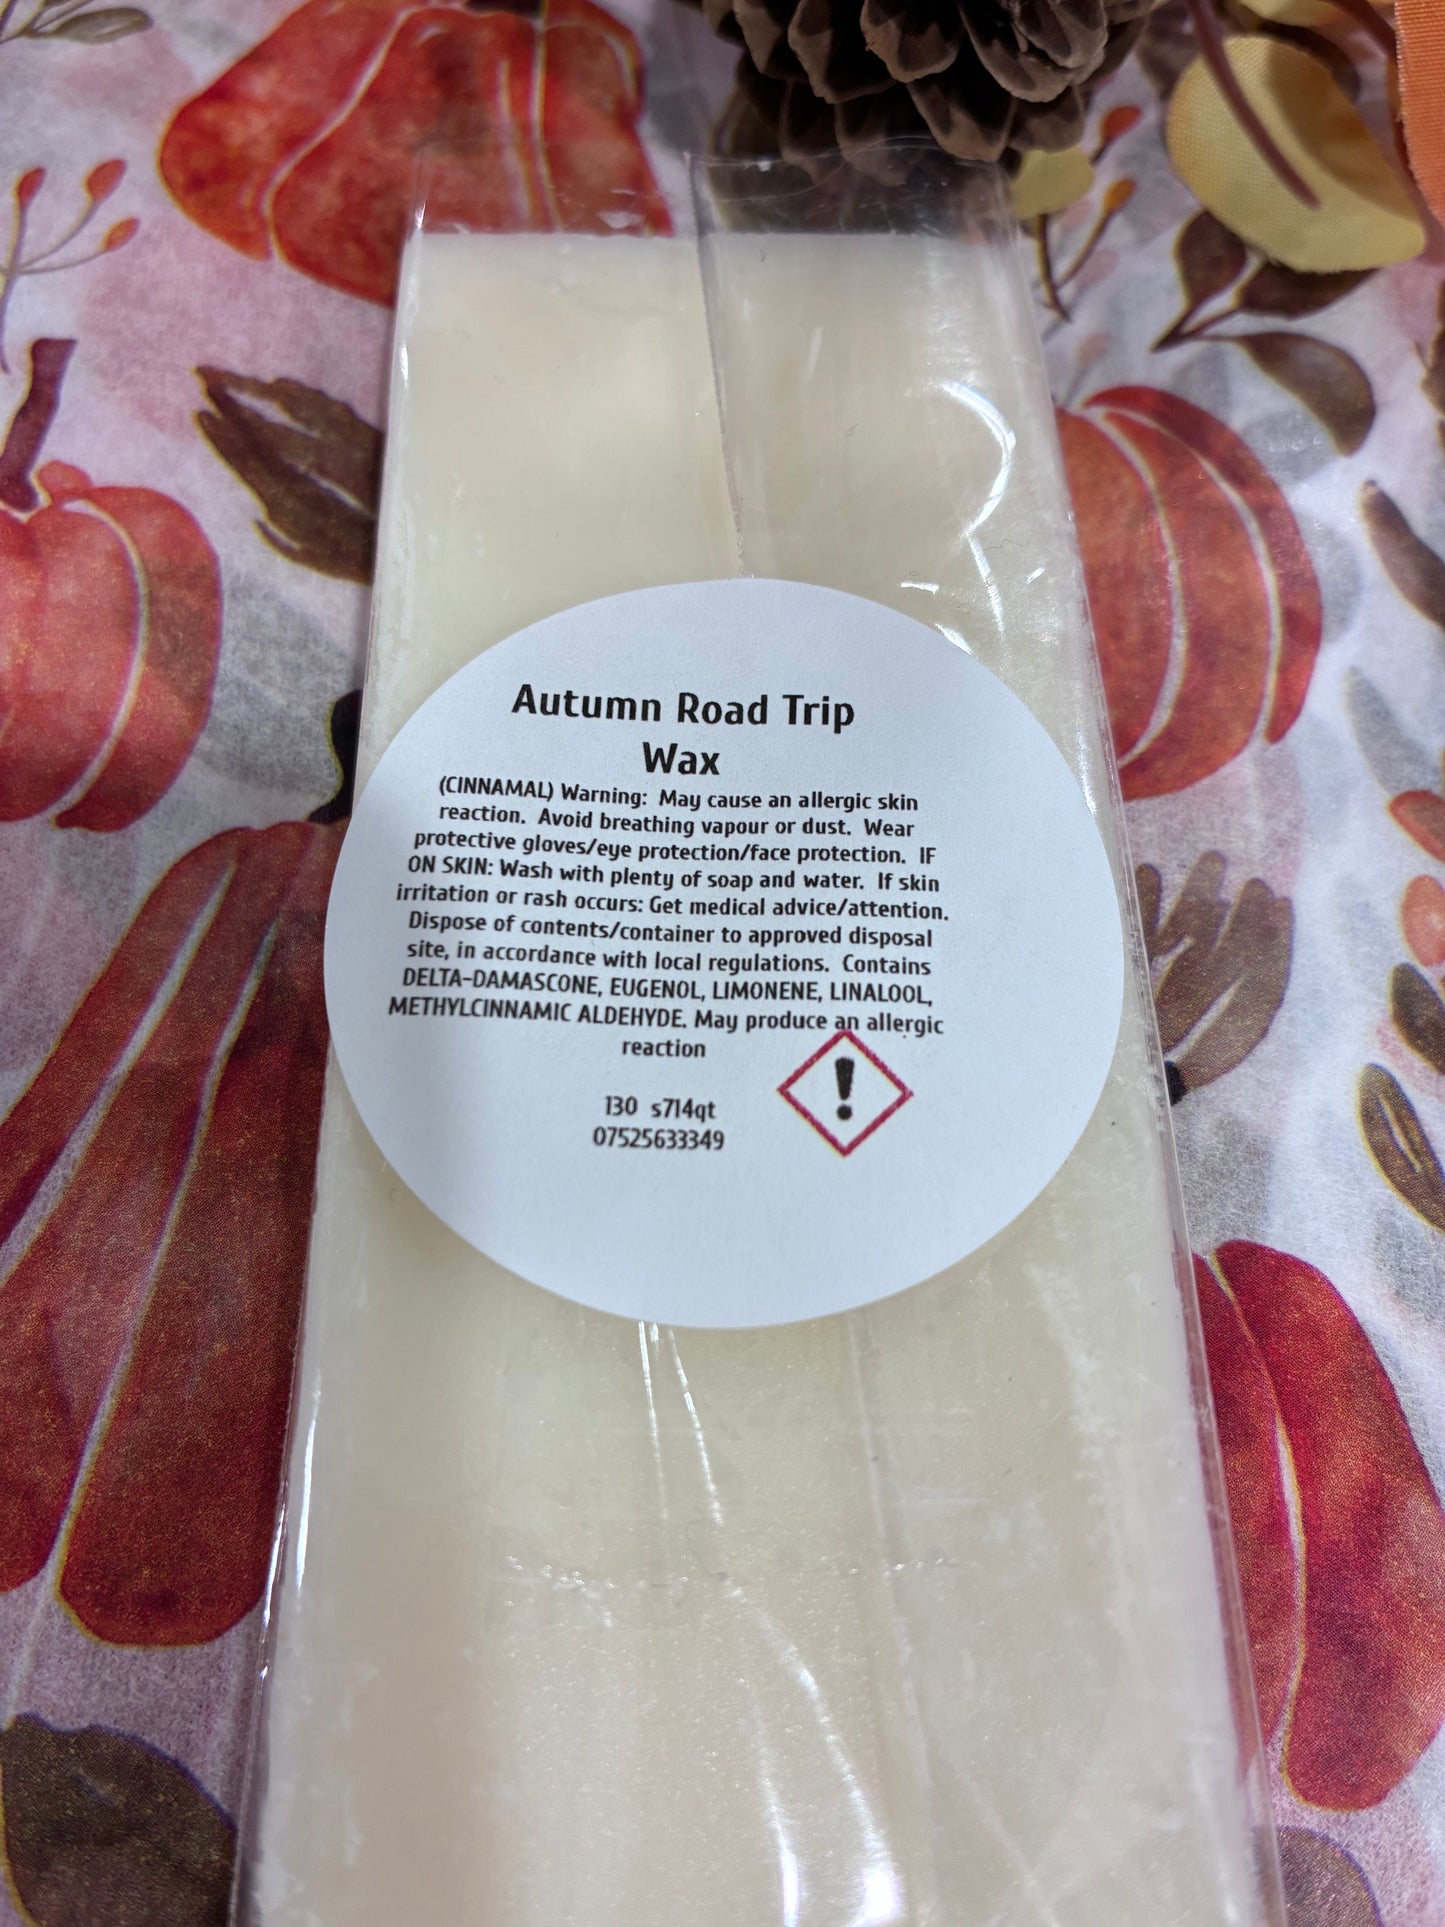 Autumn Road Trip
Wax
(CINNAMAL) Warning: May cause an allergic skin
reaction. Avoid breathing vapour or dust. Wear
protective gloves/eye protection/face protection. IF
ON SKIN: Wash with plenty of soap and water. If skin
irritation or rash occurs: Get medical advice/attention.
Dispose of contents/container to approved disposal
site, in accordance with local regulations. Contains
DELTA-DAMASCONE, EUGENOL, LIMONENE, LINALOOL,
METHYLCINNAMIC ALDEHYDE. May produce an allergic
reaction
130 s714qt
07525633349